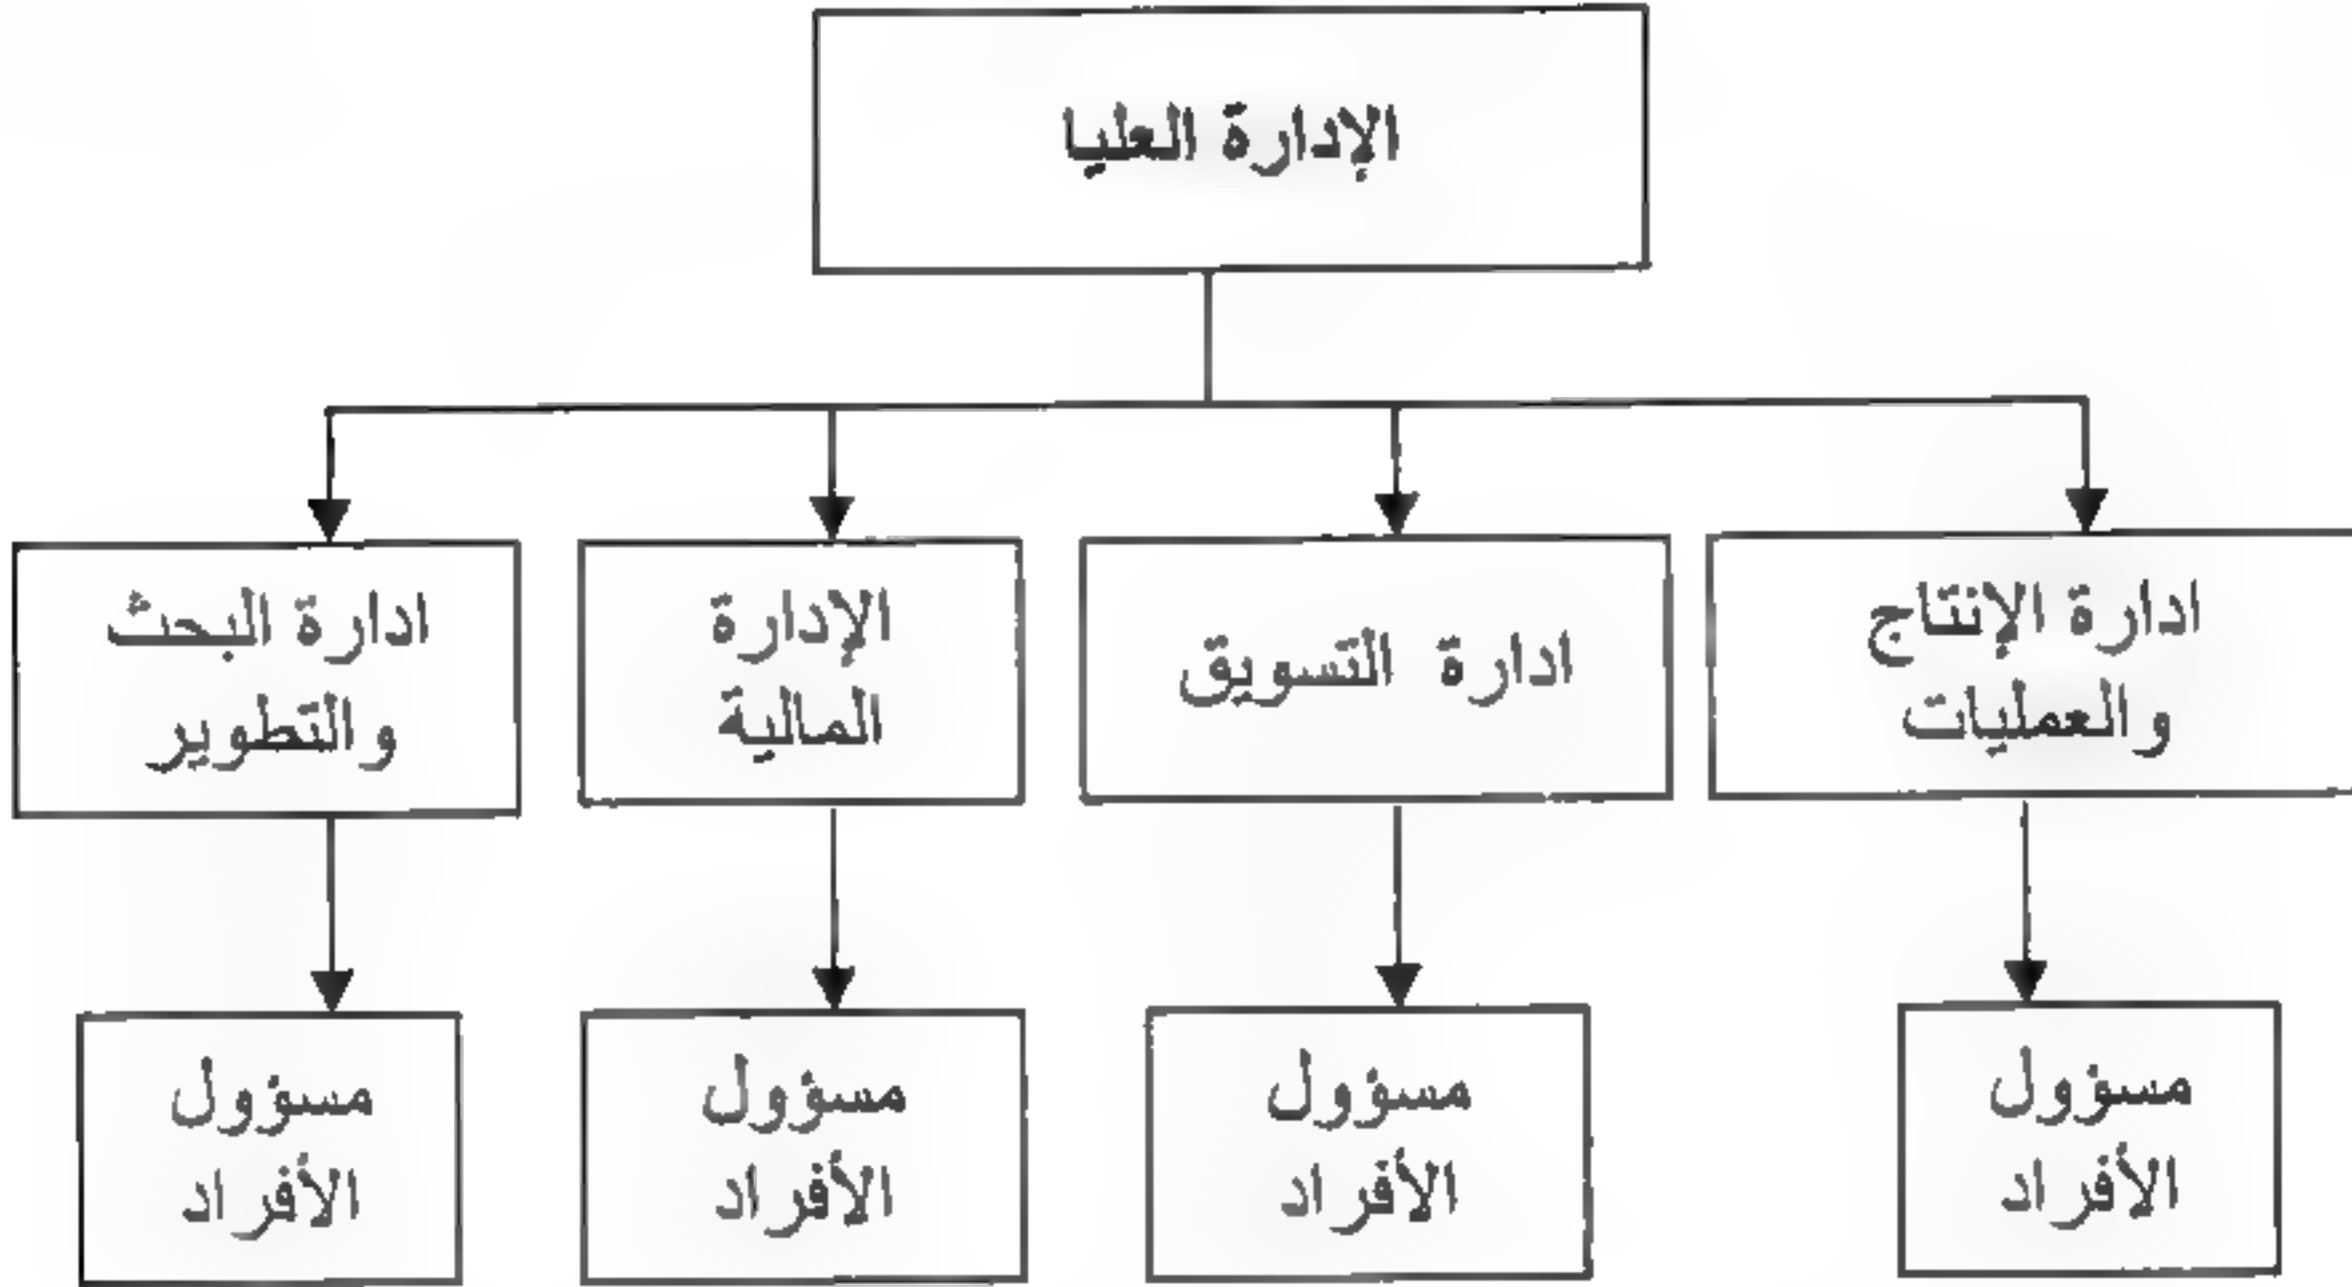 الإدارة العليا
ادارة الإنتاج
والعمليات
ادارة التسويق
الإدارة
المالية
ادارة البحث
والتطوير
مسؤول
الأفراد
مسؤول
الأفراد
مسؤول
الأفراد
مسؤول
الأفراد